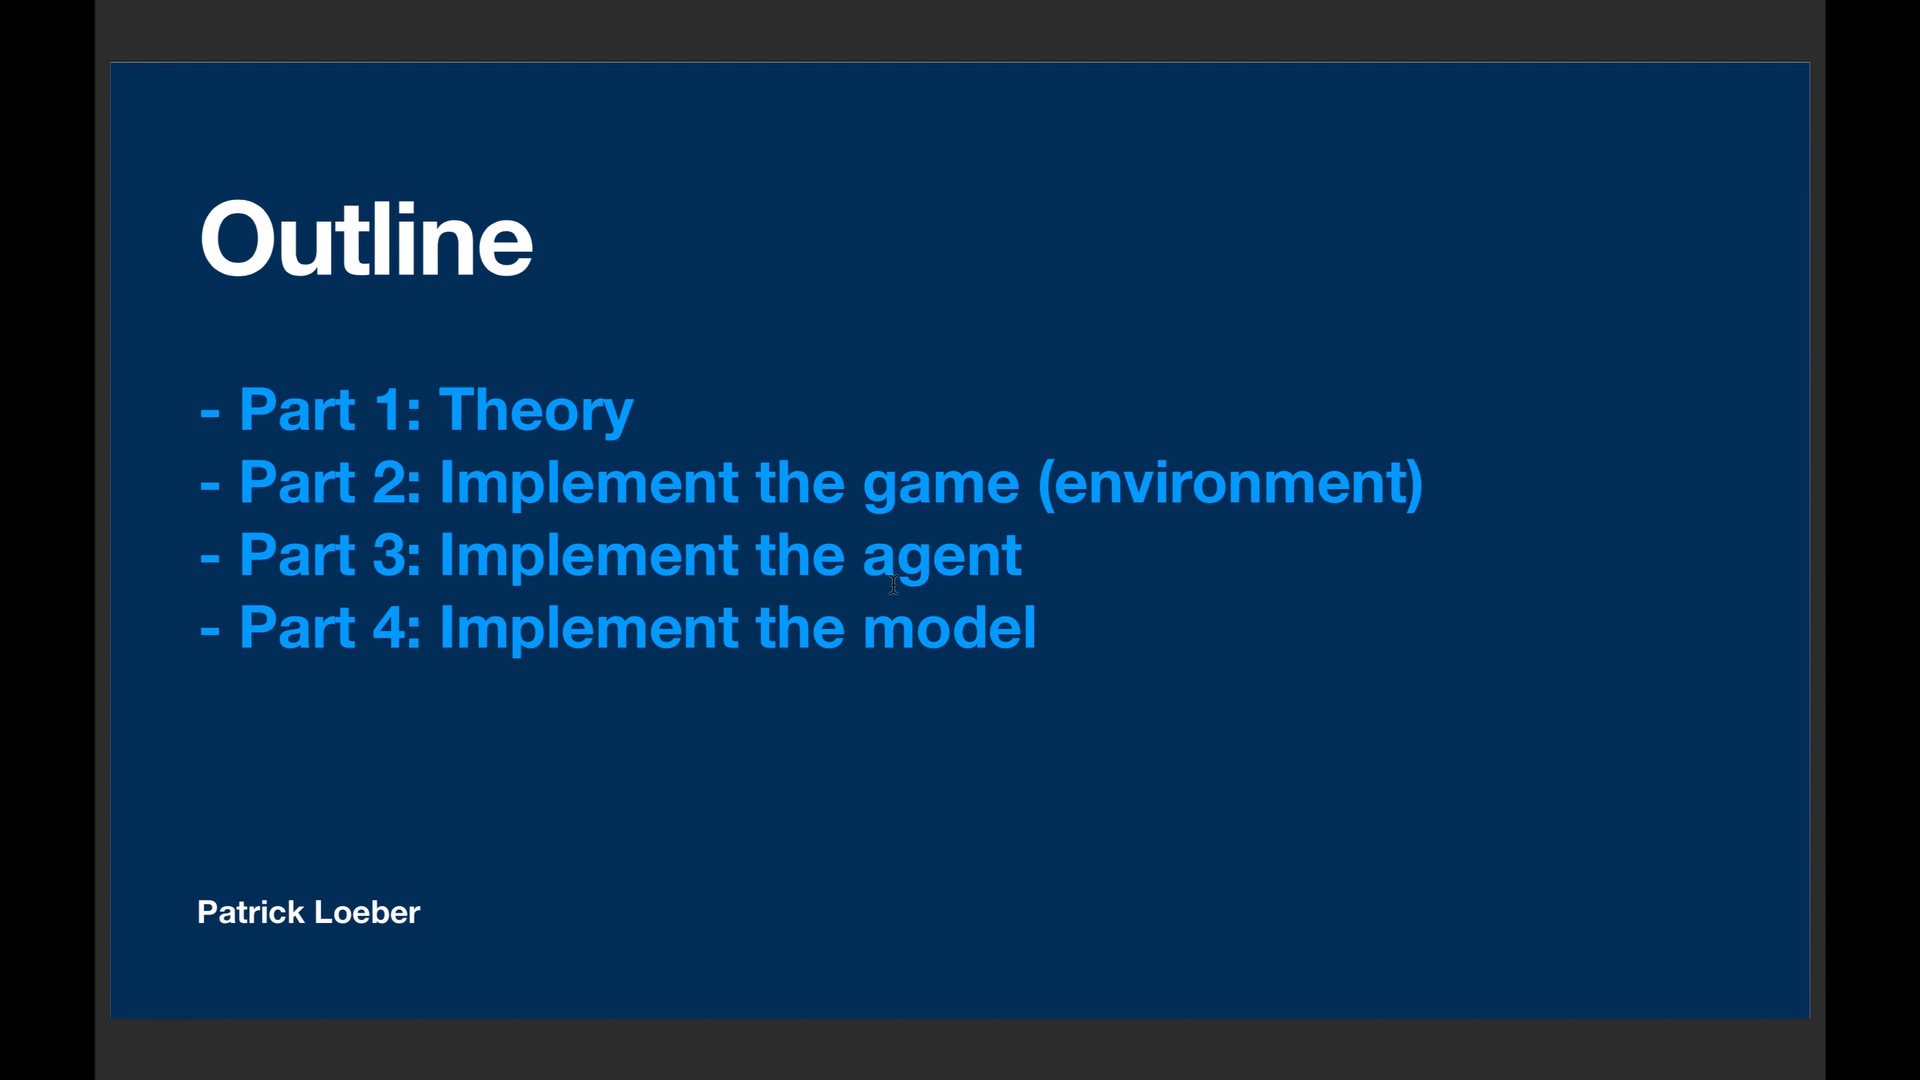 Outline
- Part 1: Theory
- Part 2: Implement the game (environment)
- Part 3: Implement the agent
- Part 4: Implement the model
Patrick Loeber